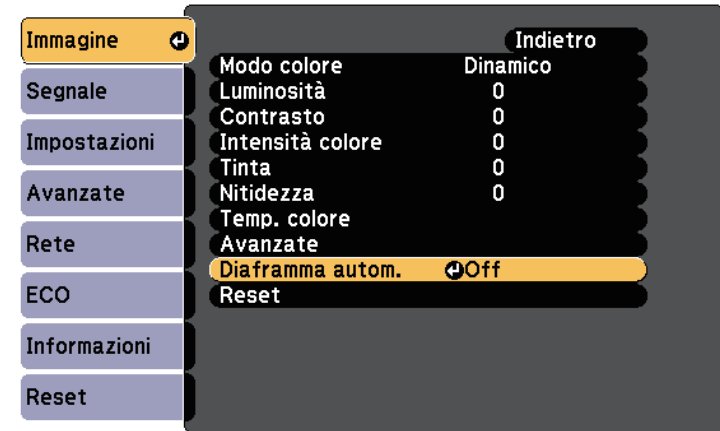 Immagine
Segnale
Impostazioni
Avanzate
Rete
ECO
Informazioni
Reset
Indietro
Modo colore Dinamico
Luminosità 0
Contrasto 0
Intensità colore 0
Tinta 0
Nitidezza 0
Temp. colore
Avanzate
Diaframma autom. Off
Reset